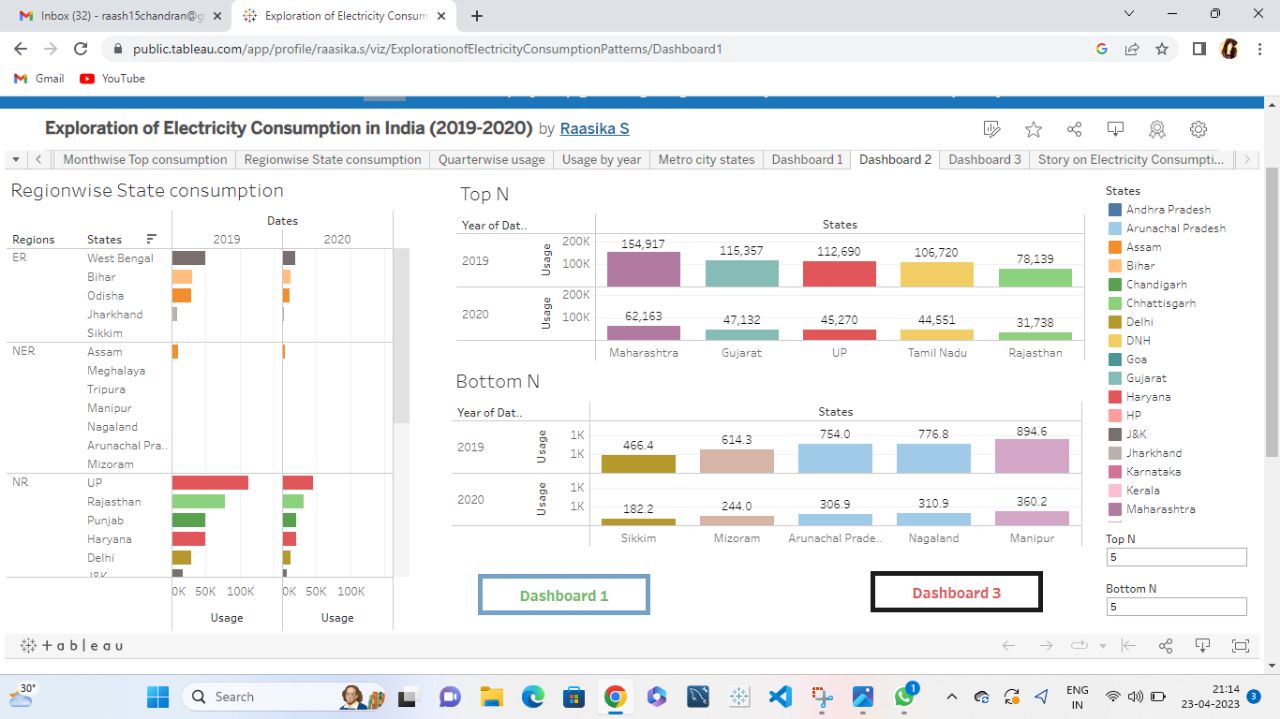 Inbox (32) - raash15chandran@g
Exploration of Electricity Consum
public.tableau.com/app/profile/raasika.s/viz/ExplorationofElectricityConsumptionPatterns/Dashboard1
Gmail
YouTube
Exploration of Electricity Consumption in India (2019-2020) by Raasika S
Monthwise Top consumption
Regionwise State consumption
Quarterwise usage
Usage by year
Metro city states
Dashboard 1
Dashboard 2
Dashboard 3
Story on Electricity Consumpti...
Regionwise State consumption
Dates
Regions
States
2019
2020
ER
West Bengal
Bihar
Odisha
Jharkhand
Sikkim
NER
Assam
Meghalaya
Tripura
Manipur
Nagaland
Arunachal Pra..
Mizoram
NR
UP
Rajasthan
Punjab
Haryana
Delhi
J&K
0K 50K 100K
0K 50K 100K
Usage
Usage
Top N
Year of Dat..
States
2019
Usage
200K
100K
154,917
115,357
112,690
106,720
78,139
2020
Usage
200K
100K
62,163
47,132
45,270
44,551
31,738
Maharashtra
Gujarat
UP
Tamil Nadu
Rajasthan
Bottom N
Year of Dat..
States
2019
Usage
1K
1K
466.4
614.3
754.0
776.8
894.6
2020
Usage
1K
1K
182.2
244.0
306.9
310.9
360.2
Sikkim
Mizoram
Arunachal Prade..
Nagaland
Manipur
Dashboard 1
Dashboard 3
States
Andhra Pradesh
Arunachal Pradesh
Assam
Bihar
Chandigarh
Chhattisgarh
Delhi
DNH
Goa
Gujarat
Haryana
HP
J&K
Jharkhand
Karnataka
Kerala
Maharashtra
Top N
5
Bottom N
5
+ a b l e a u
30°
Search
1
ENG
IN
21:14
23-04-2023
3